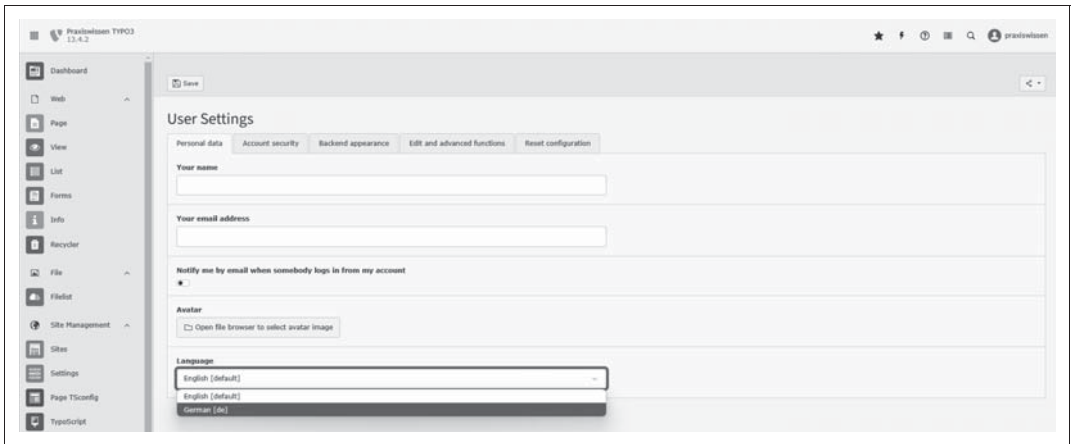 Praxiswissen TYPO3
13.4.2
praxiswissen
Dashboard
Web
Page
View
List
Forms
Info
Recycler
File
Filelist
Site Management
Sites
Settings
Page TSconfig
TypoScript
Save
User Settings
Personal data Account security Backend appearance Edit and advanced functions Reset configuration
Your name
Your email address
Notify me by email when somebody logs in from my account
Avatar
Open file browser to select avatar image
Language
English [default]
English [default]
German [de]